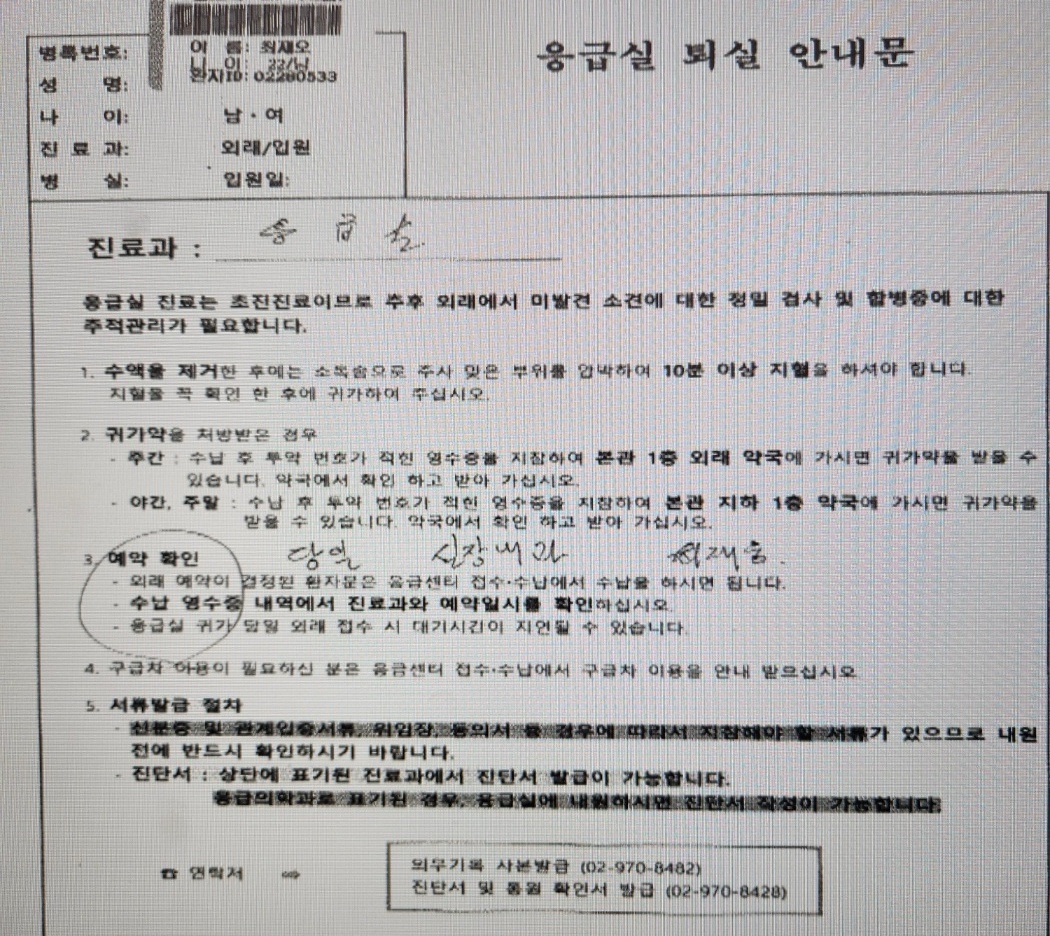 이 름: 최재오
나 이: 22/남
환자ID: 02280533
병록번호:
성 명:
나 이: 남·여
진 료 과: 외래/입원
병 실: 입원일:
응급실 퇴실 안내문
진료과 : 응급실
응급실 진료는 초진진료이므로 추후 외래에서 미발견 소견에 대한 정밀 검사 및 합병증에 대한
추적관리가 필요합니다.
1. 수액을 제거한 후에는 소독솜으로 주사 맞은 부위를 압박하여 10분 이상 지혈을 하셔야 합니다.
지혈을 꼭 확인 한 후에 귀가하여 주십시오.
2. 귀가약을 처방받은 경우
- 주간 : 수납 후 투약 번호가 적힌 영수증을 지참하여 본관 1층 외래 약국에 가시면 귀가약을 받을 수
있습니다. 약국에서 확인 하고 받아 가십시오.
- 야간, 주말 : 수납 후 투약 번호가 적힌 영수증을 지참하여 본관 지하 1층 약국에 가시면 귀가약을
받을 수 있습니다. 약국에서 확인 하고 받아 가십시오.
3. 예약 확인 당일 심장내과
- 외래 예약이 결정된 환자분은 응급센터 접수·수납에서 수납을 하시면 됩니다.
- 수납 영수증 내역에서 진료과와 예약일시를 확인하십시오.
- 응급실 귀가 당일 외래 접수 시 대기시간이 지연될 수 있습니다.
4. 구급차 이용이 필요하신 분은 응급센터 접수·수납에서 구급차 이용을 안내 받으십시오
5. 서류발급 절차
- 신분증 및 관계입증서류, 위임장, 동의서 등 경우에 따라서 지참해야 할 서류가 있으므로 내원
전에 반드시 확인하시기 바랍니다.
- 진단서 : 상단에 표기된 진료과에서 진단서 발급이 가능합니다.
응급의학과로 표기된 경우, 응급실에 내원하시면 진단서 작성이 가능합니다.
☎ 연락처 ⇨
의무기록 사본발급 (02-970-8482)
진단서 및 통원 확인서 발급 (02-970-8428)